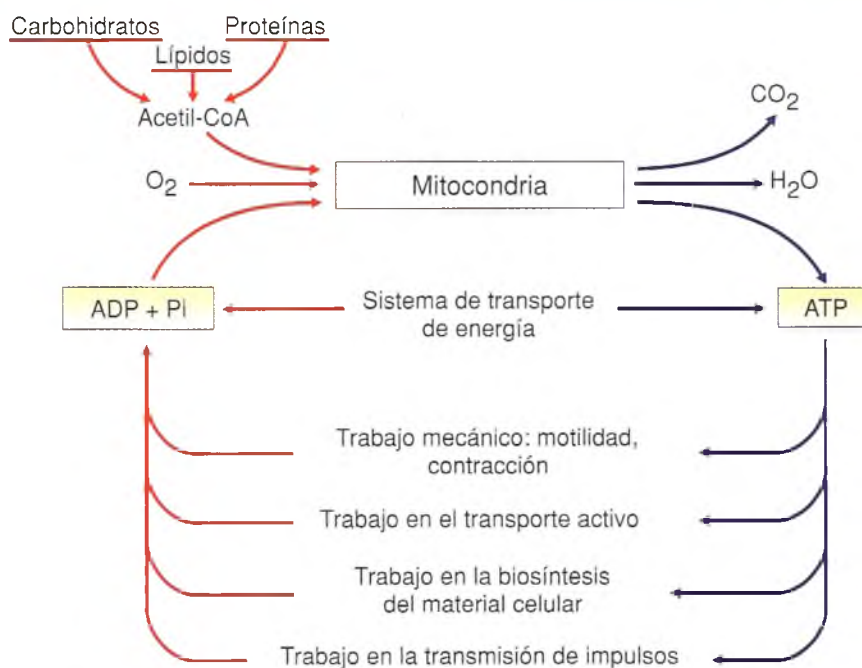 Carbohidratos
Proteínas
Lípidos
Acetil-CoA
CO2
O2
Mitocondria
H2O
ADP + PI
Sistema de transporte
de energía
ATP
Trabajo mecánico: motilidad,
contracción
Trabajo en el transporte activo
Trabajo en la biosíntesis
del material celular
Trabajo en la transmisión de impulsos